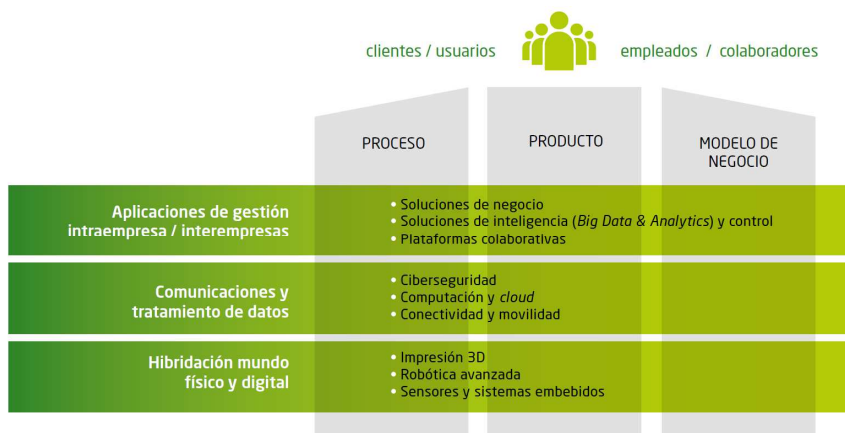 clientes / usuarios
empleados / colaboradores
PROCESO
PRODUCTO
MODELO DE
NEGOCIO
Aplicaciones de gestión
intraempresa / interempresas
• Soluciones de negocio
• Soluciones de inteligencia (Big Data & Analytics) y control
• Plataformas colaborativas
Comunicaciones y
tratamiento de datos
• Ciberseguridad
• Computación y cloud
• Conectividad y movilidad
Hibridación mundo
físico y digital
• Impresión 3D
• Robótica avanzada
• Sensores y sistemas embebidos